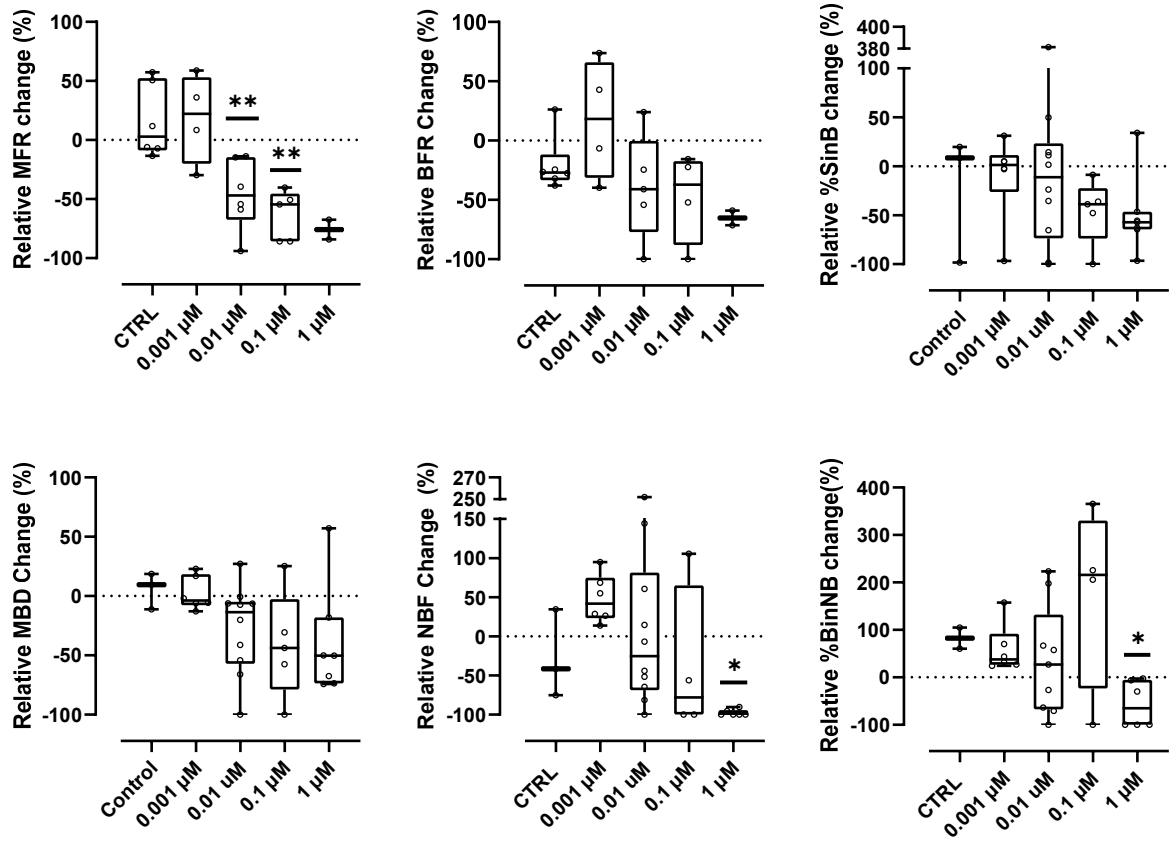 Relative MFR change (%)
100
50
0
-50
-100
**
**
CTRL
0.001 µM
0.01 µM
0.1 µM
1 µM
Relative BFR Change (%)
100
50
0
-50
-100
CTRL
0.001 µM
0.01 µM
0.1 µM
1 µM
Relative %SinB change (%)
400
380
100
50
0
-50
-100
Control
0.001 µM
0.01 uM
0.1 µM
1 µM
Relative MBD Change (%)
100
50
0
-50
-100
Control
0.001 µM
0.01 uM
0.1 µM
1 µM
Relative NBF Change (%)
270
250
150
100
50
0
-50
-100
*
CTRL
0.001 µM
0.01 uM
0.1 µM
1 µM
Relative %BinNB change(%)
400
300
200
100
0
-100
*
CTRL
0.001 µM
0.01 uM
0.1 µM
1 µM